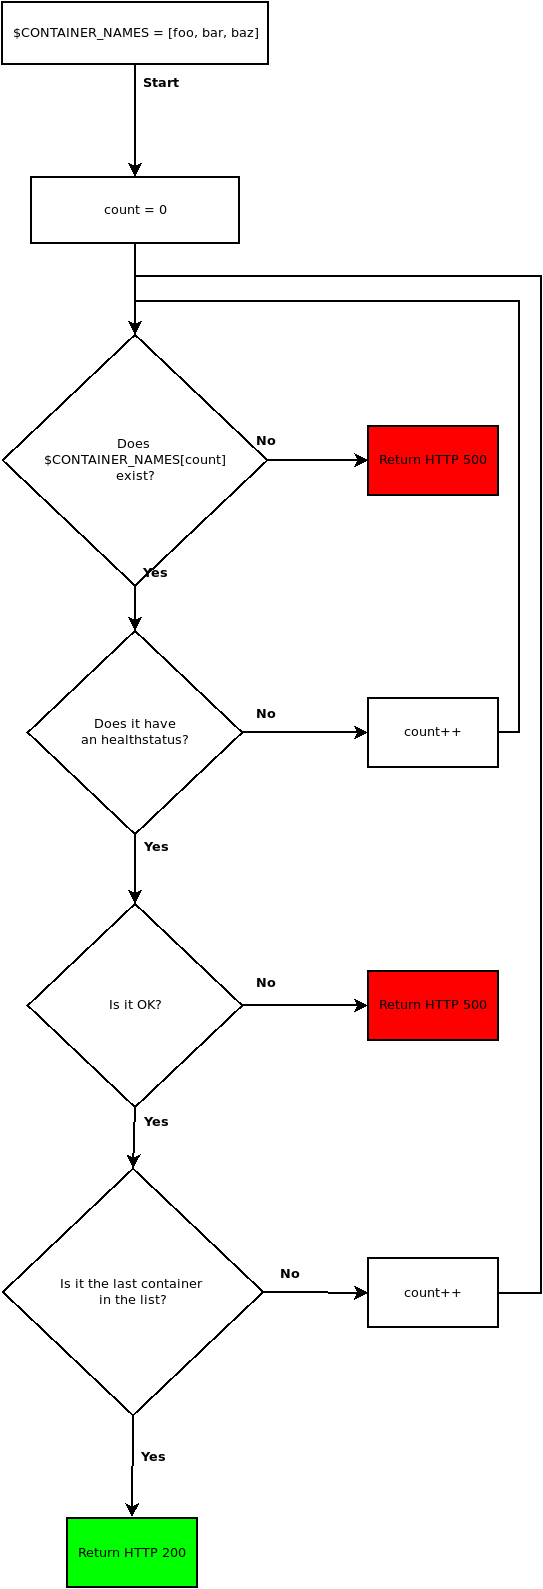 $CONTAINER_NAMES = [foo, bar, baz]
Start
count = 0
Does
$CONTAINER_NAMES[count]
exist?
No
Return HTTP 500
Yes
Does it have
an healthstatus?
No
count++
Yes
Is it OK?
No
Return HTTP 500
Yes
Is it the last container
in the list?
No
count++
Yes
Return HTTP 200